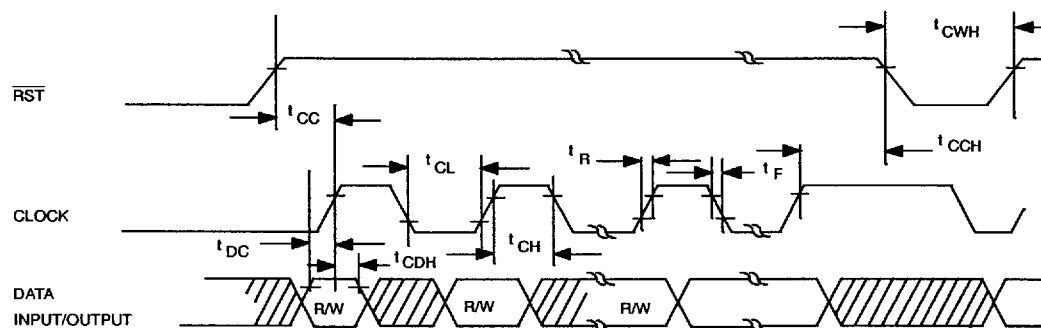 t CWH
RST
t CC
t CCH
t CL
t R
t F
CLOCK
t DC
t CDH
t CH
DATA
INPUT/OUTPUT
R/W
R/W
R/W